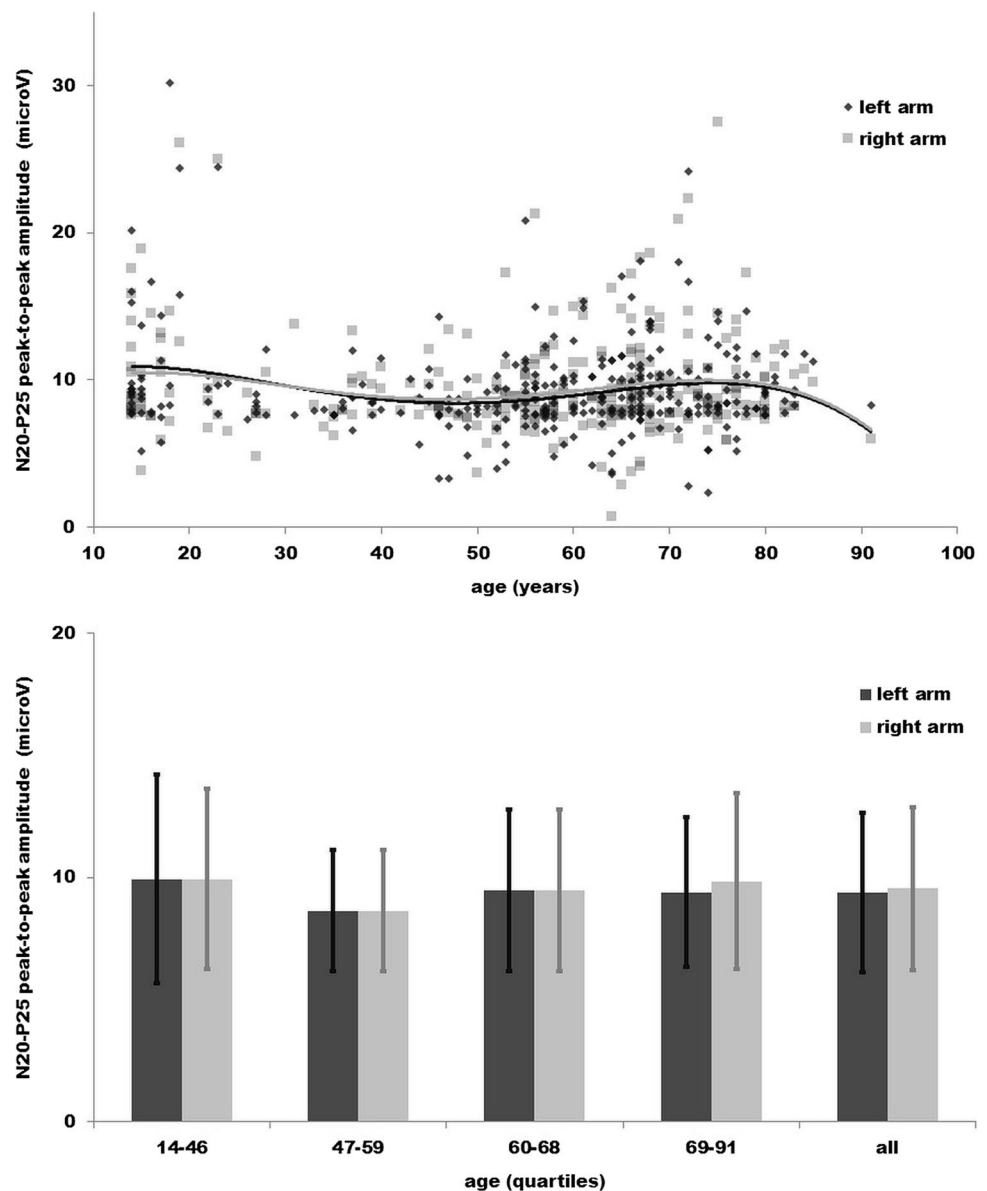 N20-P25 peak-to-peak amplitude (microV)
30
20
10
0
left arm
right arm
10 20 30 40 50 60 70 80 90 100
age (years)
N20-P25 peak-to-peak amplitude (microV)
20
10
0
left arm
right arm
14-46 47-59 60-68 69-91 all
age (quartiles)